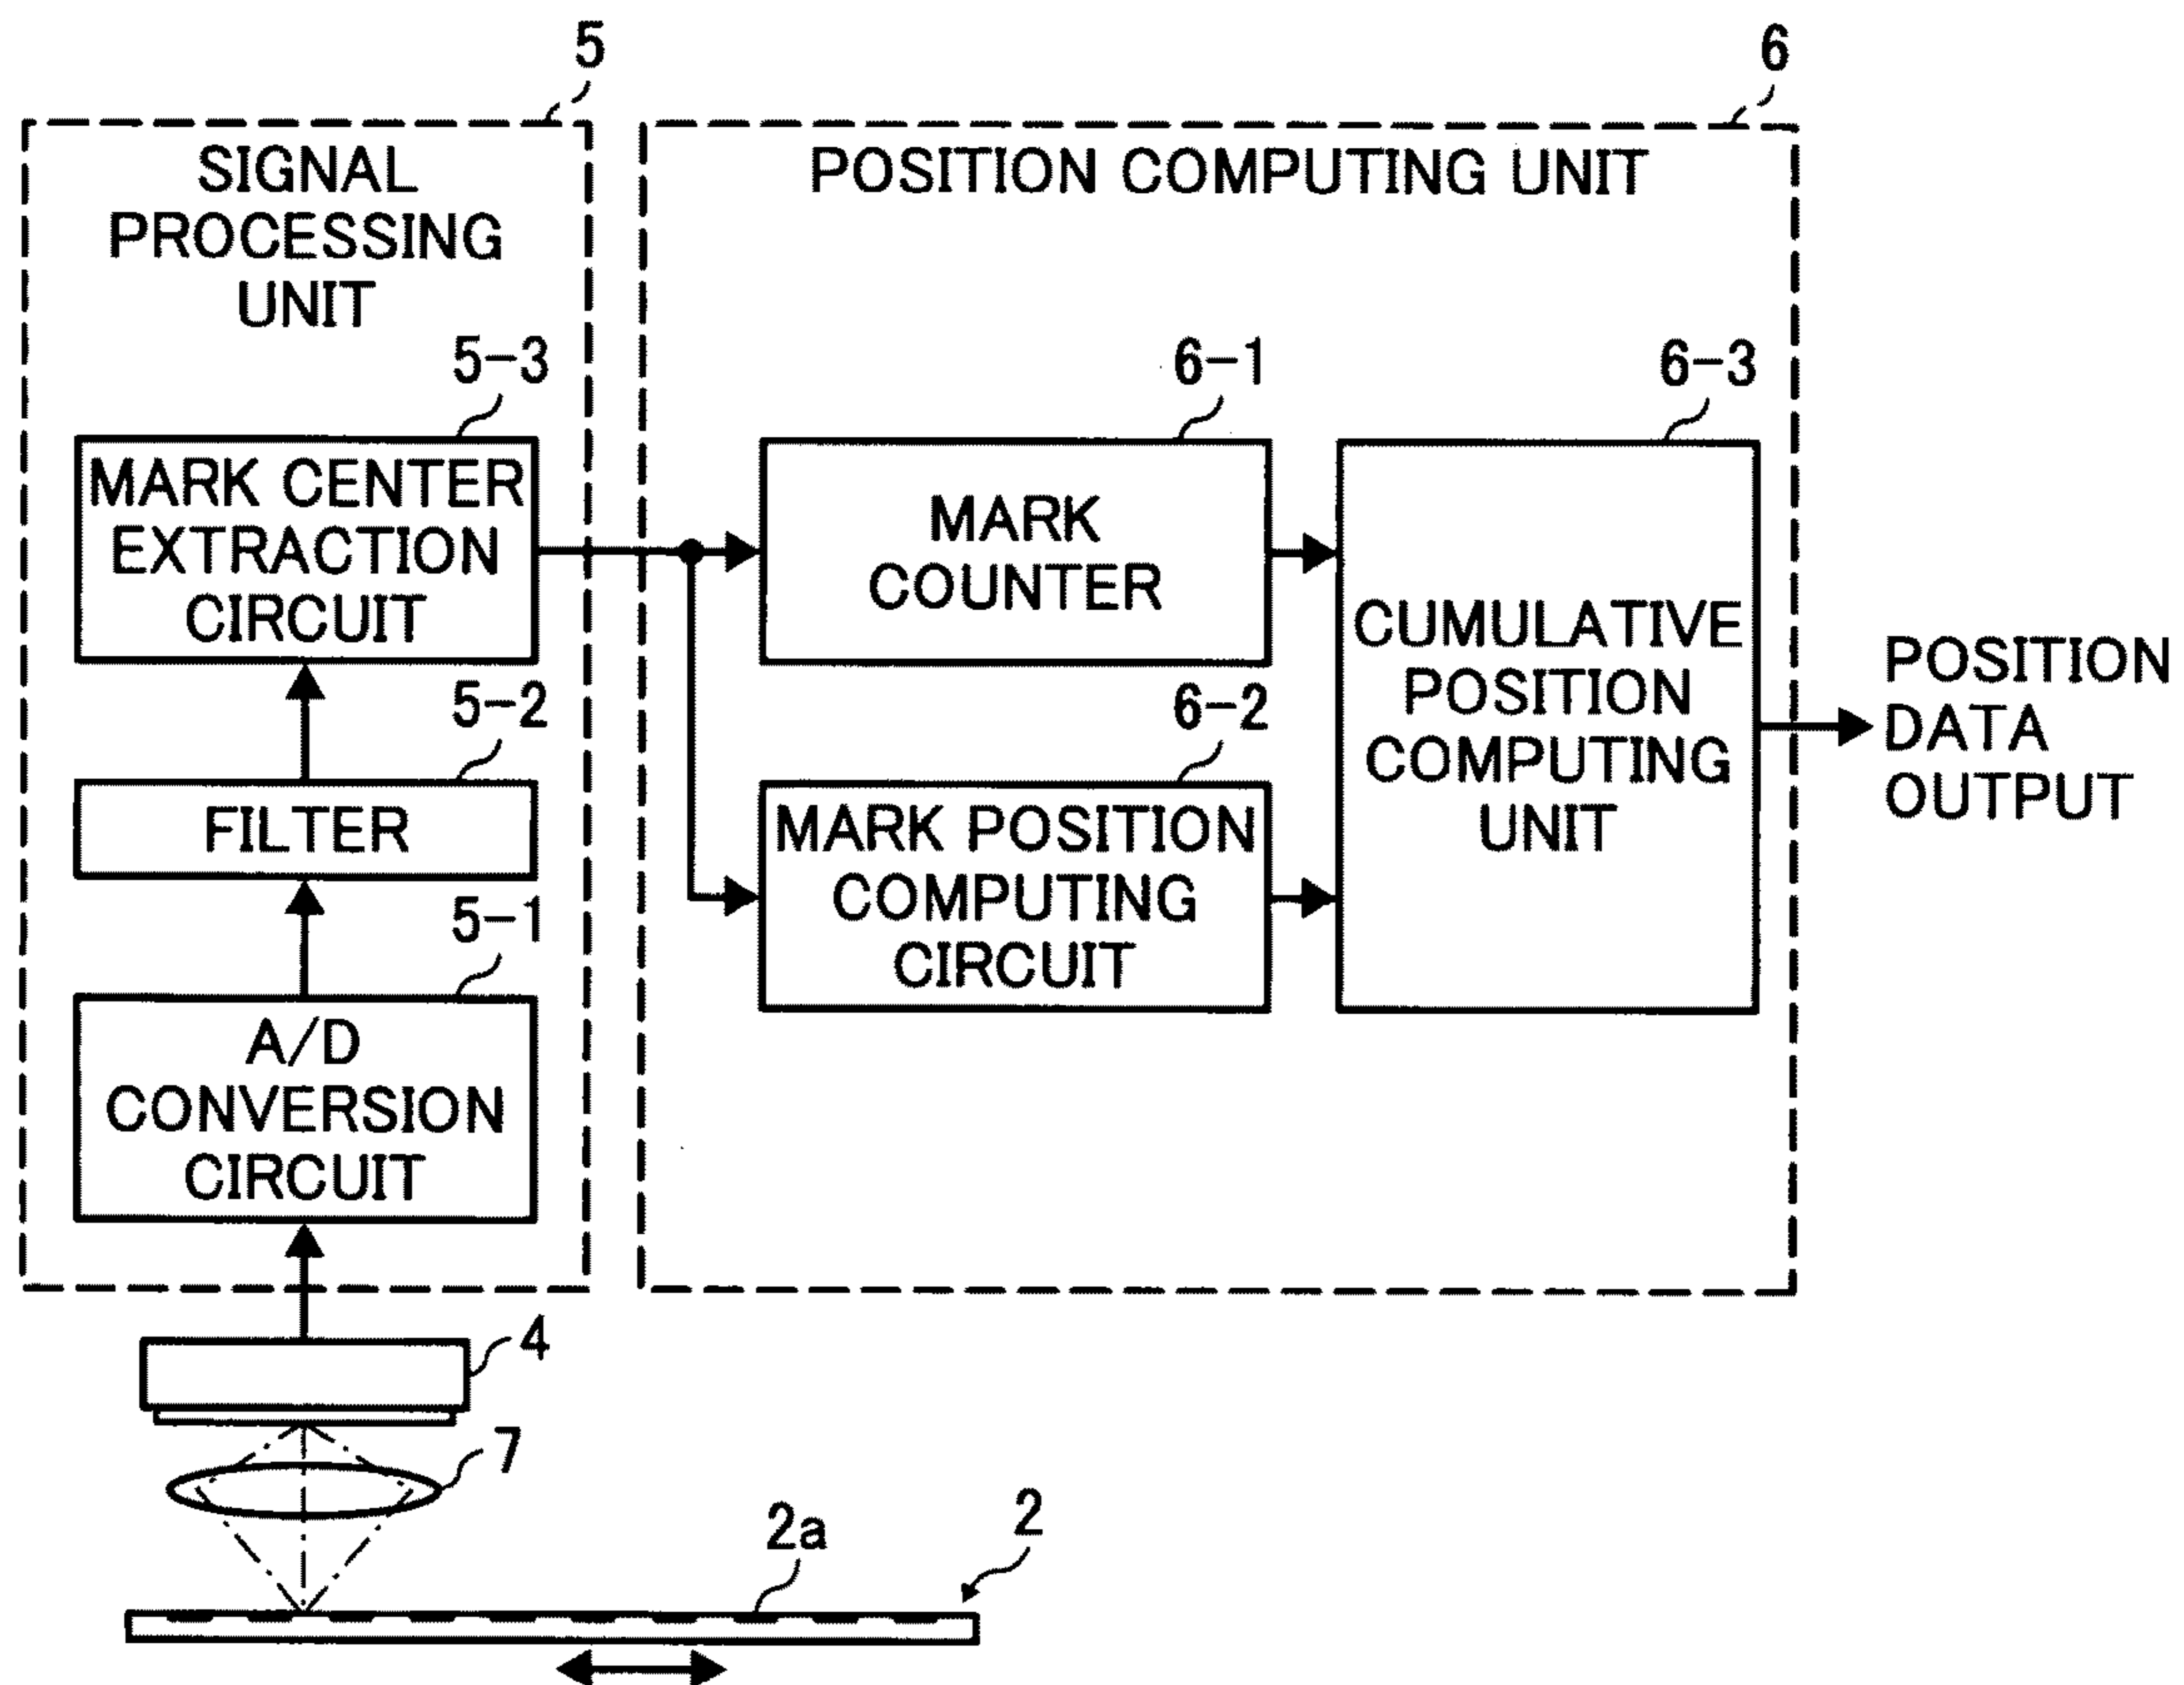 5
6
SIGNAL
PROCESSING
UNIT
POSITION COMPUTING UNIT
5-3
6-1
6-3
MARK CENTER
EXTRACTION
CIRCUIT
MARK
COUNTER
CUMULATIVE
POSITION
COMPUTING
UNIT
POSITION
DATA
OUTPUT
5-2
6-2
FILTER
MARK POSITION
COMPUTING
CIRCUIT
5-1
A/D
CONVERSION
CIRCUIT
4
7
2a
2